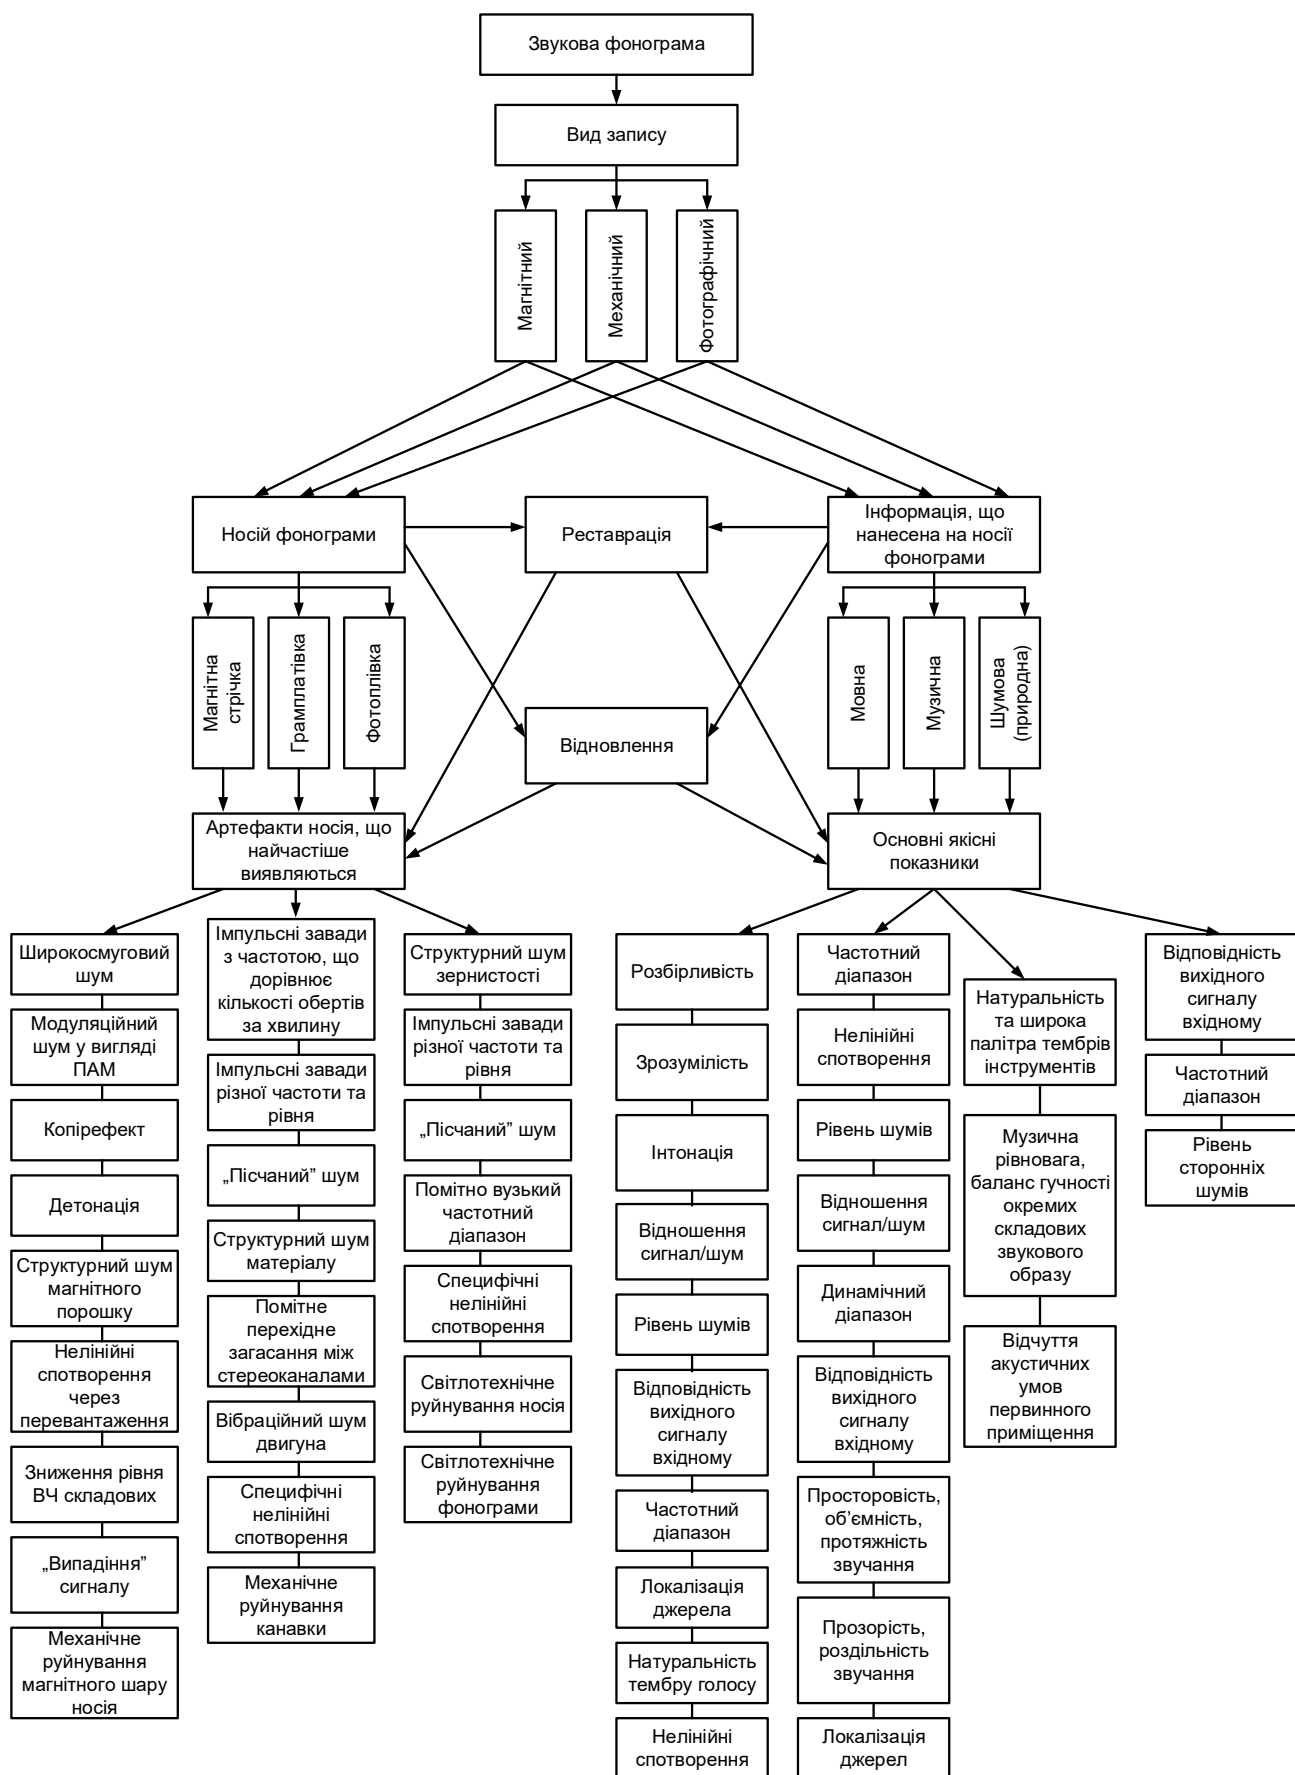 Звукова фонограма
Вид запису
Магнітний
Механічний
Фотографічний
Носій фонограми
Реставрація
Інформація, що
нанесена на носії
фонограми
Магнітна
стрічка
Грамплатівка
Фотоплівка
Відновлення
Мовна
Музична
Шумова
(природна)
Артефакти носія, що
найчастіше
виявляються
Основні якісні
показники
Широкосмуговий
шум
Модуляційний
шум у вигляді
ПАМ
Копірефект
Детонація
Структурний шум
магнітного
порошку
Нелінійні
спотворення
через
перевантаження
Зниження рівня
ВЧ складових
„Випадіння”
сигналу
Механічне
руйнування
магнітного шару
носія
Імпульсні завади
з частотою, що
дорівнює
кількості обертів
за хвилину
Імпульсні завади
різної частоти та
рівня
„Пісчаний” шум
Структурний шум
матеріалу
Помітне
перехідне
загасання між
стереоканалами
Вібраційний шум
двигуна
Специфічні
нелінійні
спотворення
Механічне
руйнування
канавки
Структурний шум
зернистості
Імпульсні завади
різної частоти та
рівня
„Пісчаний” шум
Помітно вузький
частотний
діапазон
Специфічні
нелінійні
спотворення
Світлотехнічне
руйнування носія
Світлотехнічне
руйнування
фонограми
Розбірливість
Зрозумілість
Інтонація
Відношення
сигнал/шум
Рівень шумів
Відповідність
вихідного
сигналу
вхідному
Частотний
діапазон
Локалізація
джерела
Натуральність
тембру голосу
Нелінійні
спотворення
Частотний
діапазон
Нелінійні
спотворення
Рівень шумів
Відношення
сигнал/шум
Динамічний
діапазон
Відповідність
вихідного
сигналу
вхідному
Просторовість,
об’ємність,
протяжність
звучання
Прозорість,
роздільність
звучання
Локалізація
джерел
Натуральність
та широка
палітра тембрів
інструментів
Музична
рівновага,
баланс гучності
окремих
складових
звукового
образу
Відчуття
акустичних
умов
первинного
приміщення
Відповідність
вихідного
сигналу
вхідному
Частотний
діапазон
Рівень
сторонніх
шумів